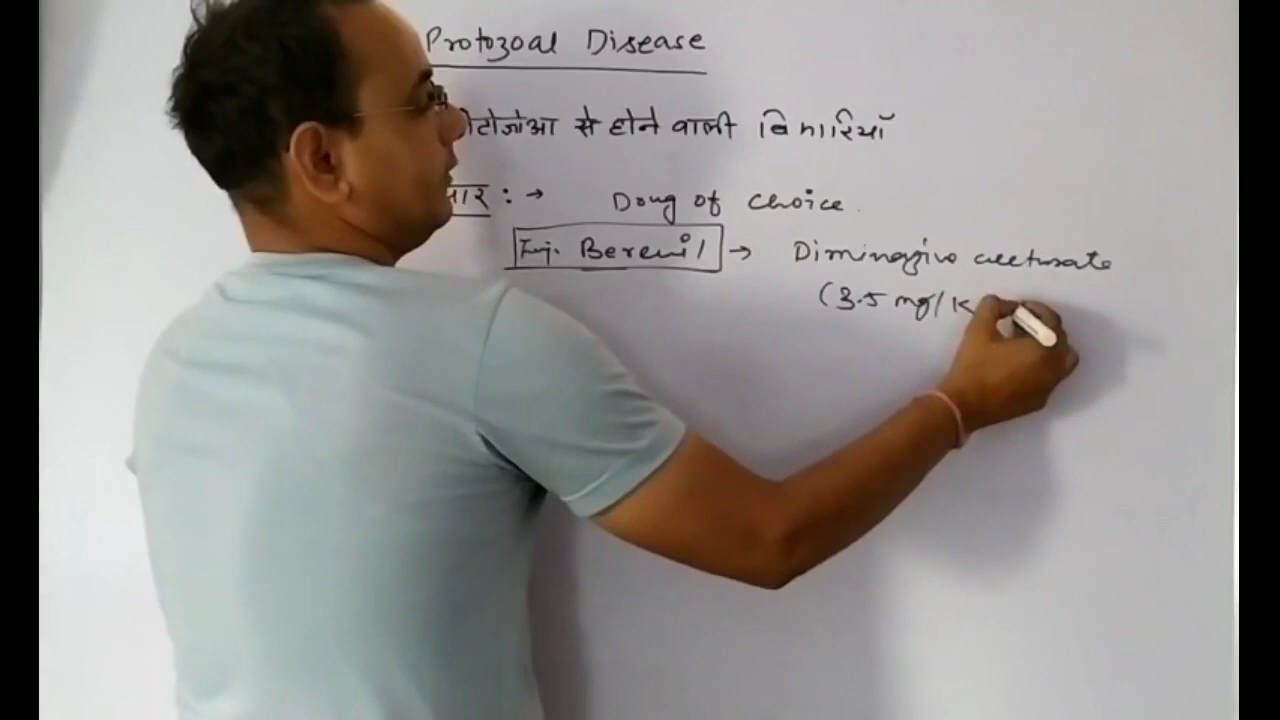 Protozoal Disease
ोटोजोआ से होने वाली बिमारियाँ
चार : → Drug of choice.
Inj. Berenil → Diminazine aceturate
(3.5 mg/K